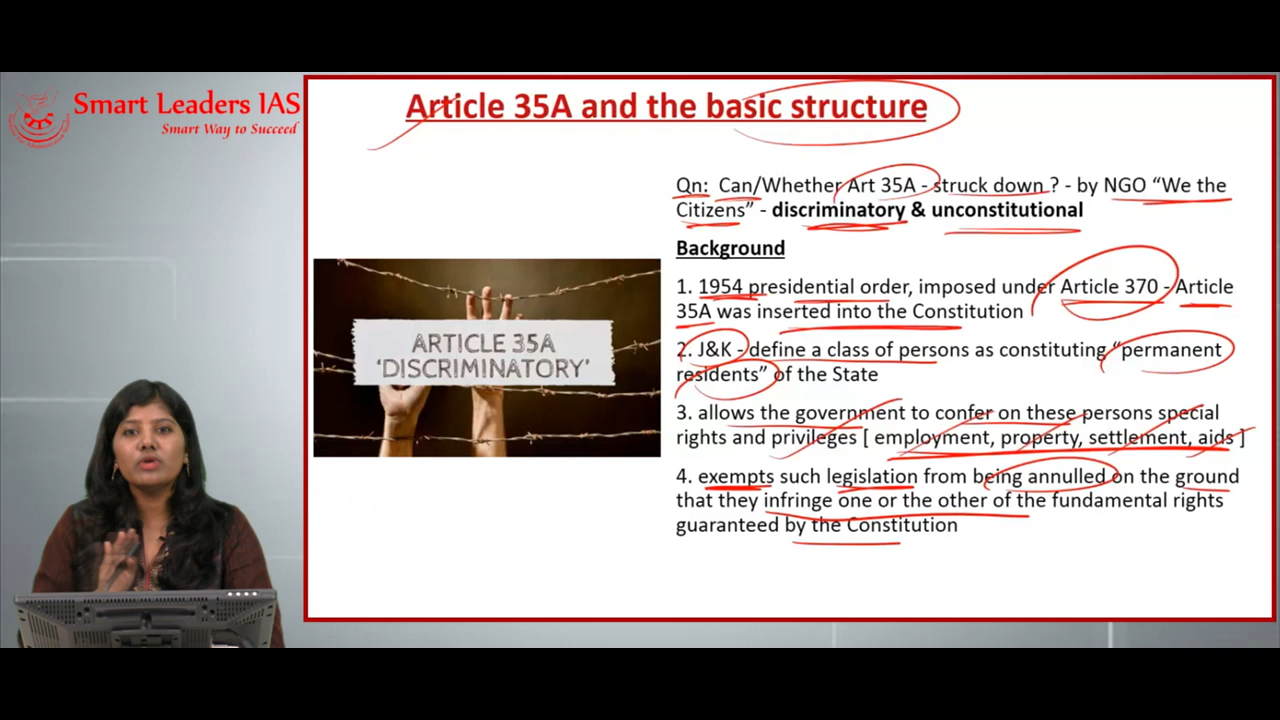 Smart Leaders IAS
Smart Way to Succeed
Article 35A and the basic structure
Qn: Can/Whether Art 35A - struck down ? - by NGO “We the
Citizens” - discriminatory & unconstitutional
Background
1. 1954 presidential order, imposed under Article 370 - Article
35A was inserted into the Constitution
2. J&K - define a class of persons as constituting “permanent
residents” of the State
3. allows the government to confer on these persons special
rights and privileges [ employment, property, settlement, aids ]
4. exempts such legislation from being annulled on the ground
that they infringe one or the other of the fundamental rights
guaranteed by the Constitution
ARTICLE 35A
‘DISCRIMINATORY’